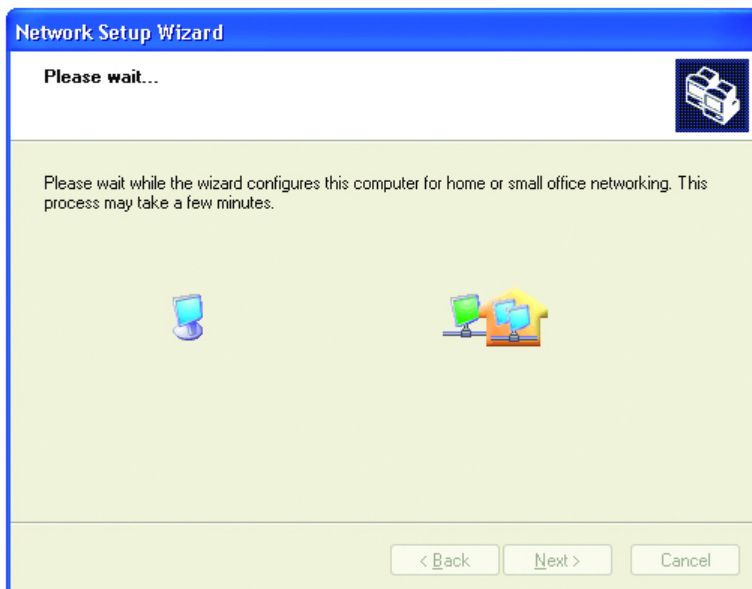 Network Setup Wizard
Please wait...
Please wait while the wizard configures this computer for home or small office networking. This
process may take a few minutes.
< Back
Next >
Cancel